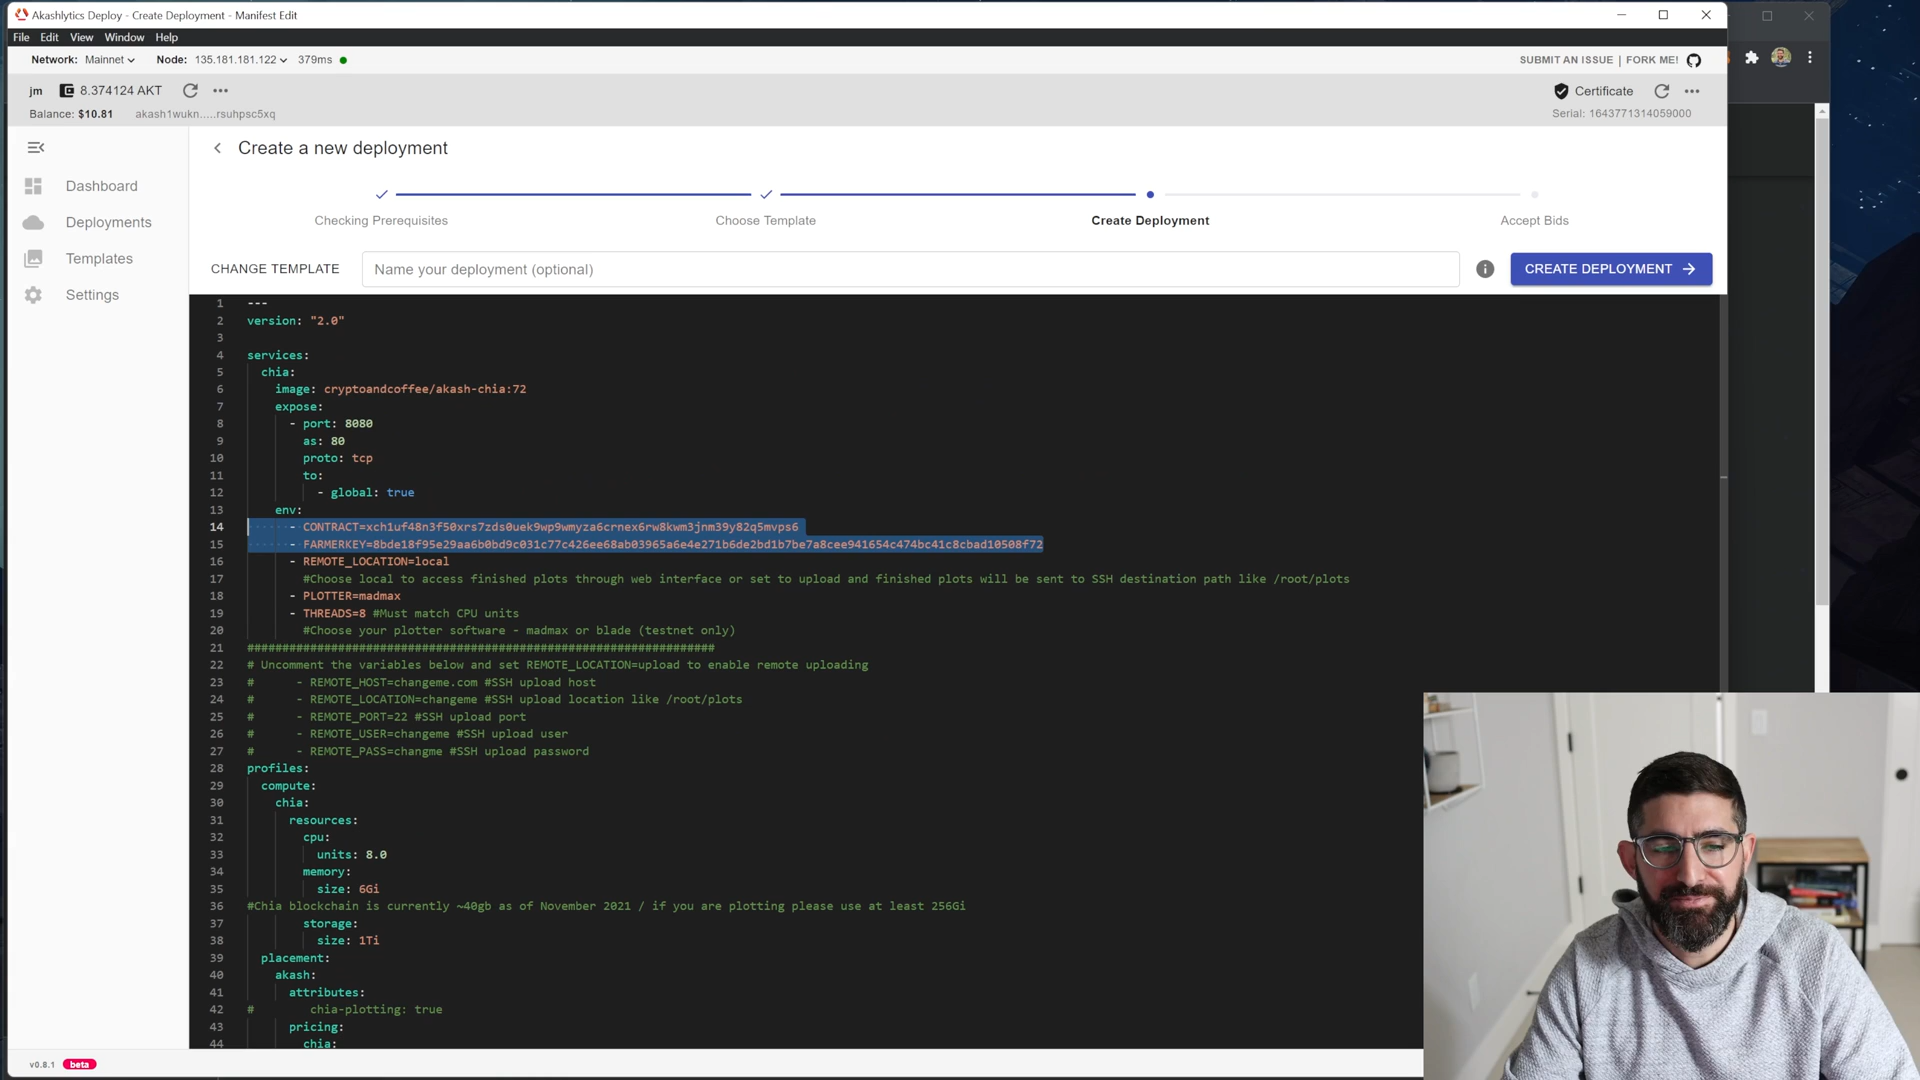 Akashlytics Deploy - Create Deployment - Manifest Edit
File Edit View Window Help
Network: Mainnet Node: 135.181.181.122 379ms
SUBMIT AN ISSUE | FORK ME!
jm 8.374124 AKT
Certificate
Balance: $10.81 akash1wukn.....rsuhpsc5xq
Serial: 1643771314059000
Create a new deployment
Dashboard
Deployments
Templates
Settings
Checking Prerequisites
Choose Template
Create Deployment
Accept Bids
CHANGE TEMPLATE
Name your deployment (optional)
CREATE DEPLOYMENT
1 ---
2 version: "2.0"
3
4 services:
5 chia:
6 image: cryptoandcoffee/akash-chia:72
7 expose:
8 - port: 8080
9 as: 80
10 proto: tcp
11 to:
12 - global: true
13 env:
14 - CONTRACT=xch1uf48n3f50xrs7zds0uek9wp9wmyza6crnex6rw8kwm3jnm39y82q5mvps6
15 - FARMERKEY=8bde18f95e29aa6b0bd9c031c77c426ee68ab03965a6e4e271b6de2bd1b7be7a8cee941654c474bc41c8cbad10508f72
16 - REMOTE_LOCATION=local
17 #Choose local to access finished plots through web interface or set to upload and finished plots will be sent to SSH destination path like /root/plots
18 - PLOTTER=madmax
19 - THREADS=8 #Must match CPU units
20 #Choose your plotter software - madmax or blade (testnet only)
21 ###################################################################
22 # Uncomment the variables below and set REMOTE_LOCATION=upload to enable remote uploading
23 # - REMOTE_HOST=changeme.com #SSH upload host
24 # - REMOTE_LOCATION=changeme #SSH upload location like /root/plots
25 # - REMOTE_PORT=22 #SSH upload port
26 # - REMOTE_USER=changeme #SSH upload user
27 # - REMOTE_PASS=changme #SSH upload password
28 profiles:
29 compute:
30 chia:
31 resources:
32 cpu:
33 units: 8.0
34 memory:
35 size: 6Gi
36 #Chia blockchain is currently ~40gb as of November 2021 / if you are plotting please use at least 256Gi
37 storage:
38 size: 1Ti
39 placement:
40 akash:
41 attributes:
42 # chia-plotting: true
43 pricing:
44 chia:
v0.8.1 beta